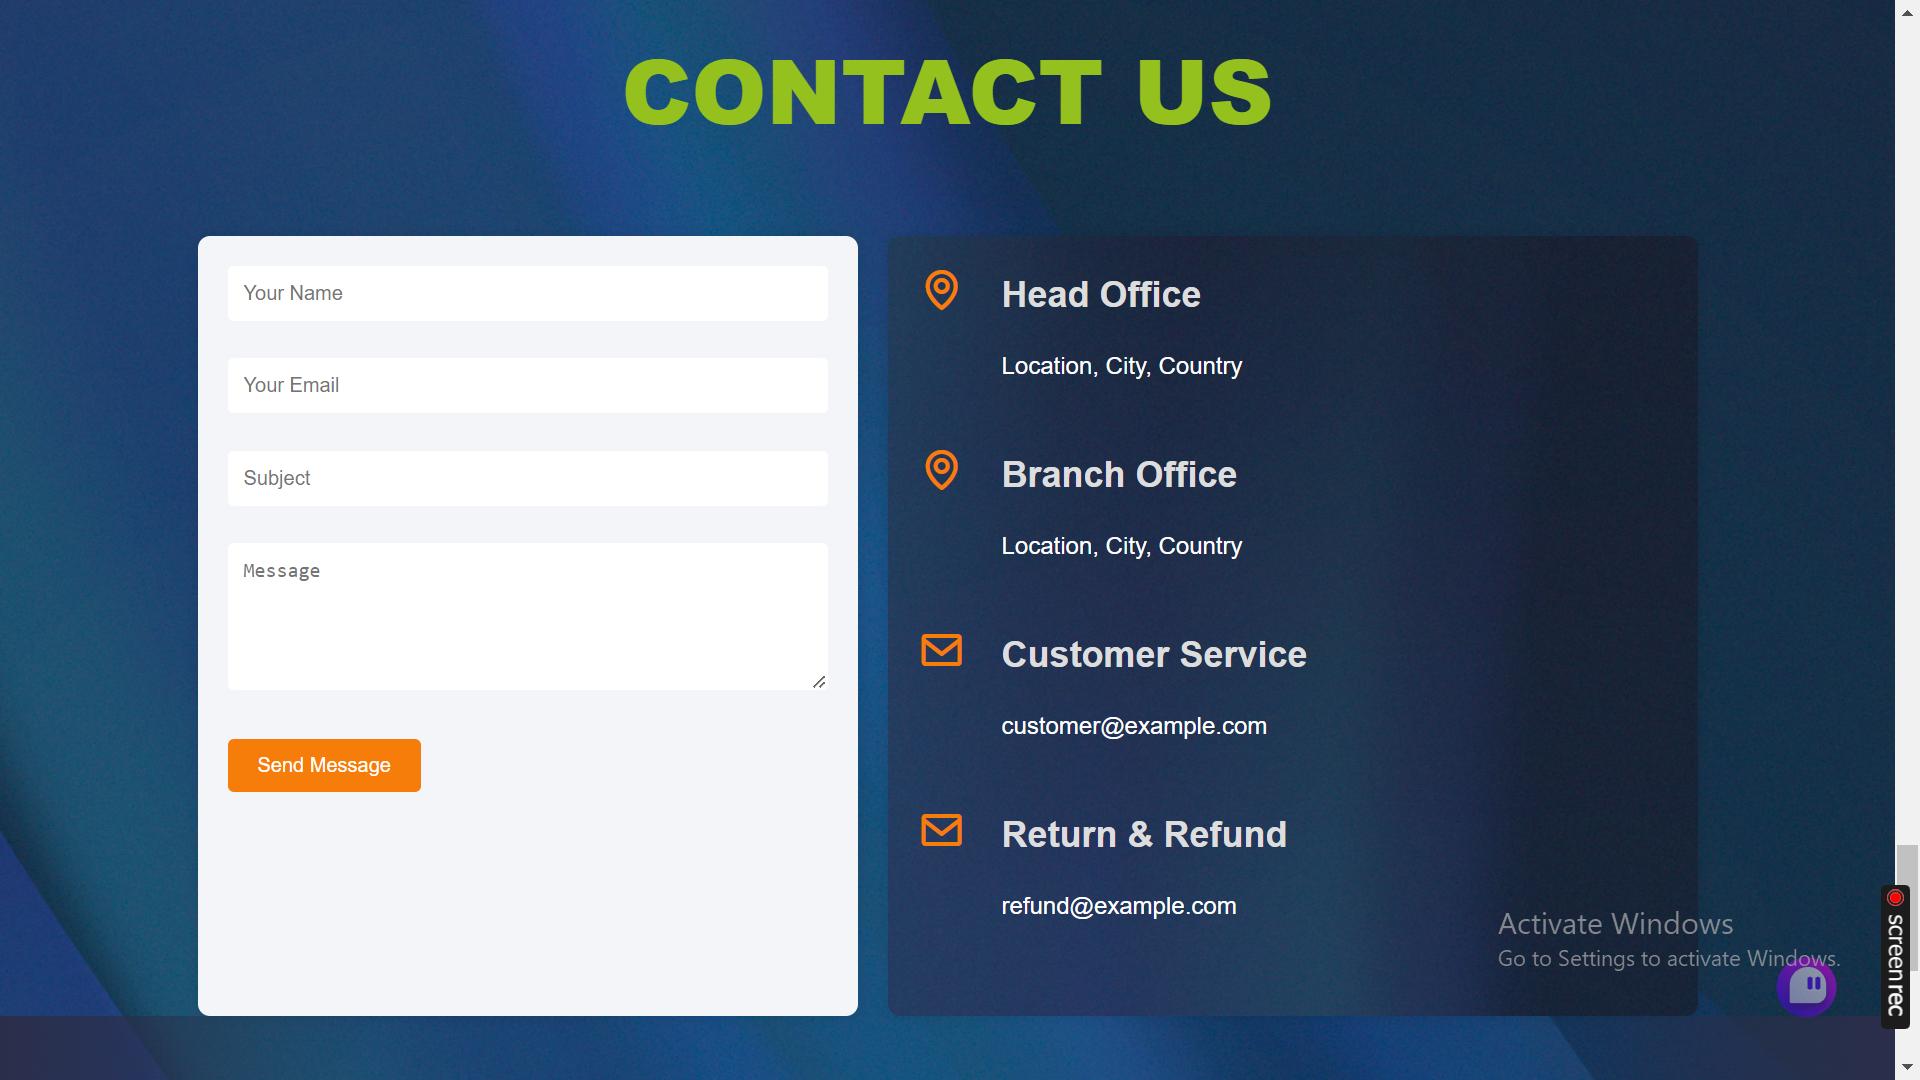 CONTACT US
Your Name
Your Email
Subject
Message
Send Message
Head Office
Location, City, Country
Branch Office
Location, City, Country
Customer Service
customer@example.com
Return & Refund
refund@example.com
Activate Windows
Go to Settings to activate Windows.
screenrec